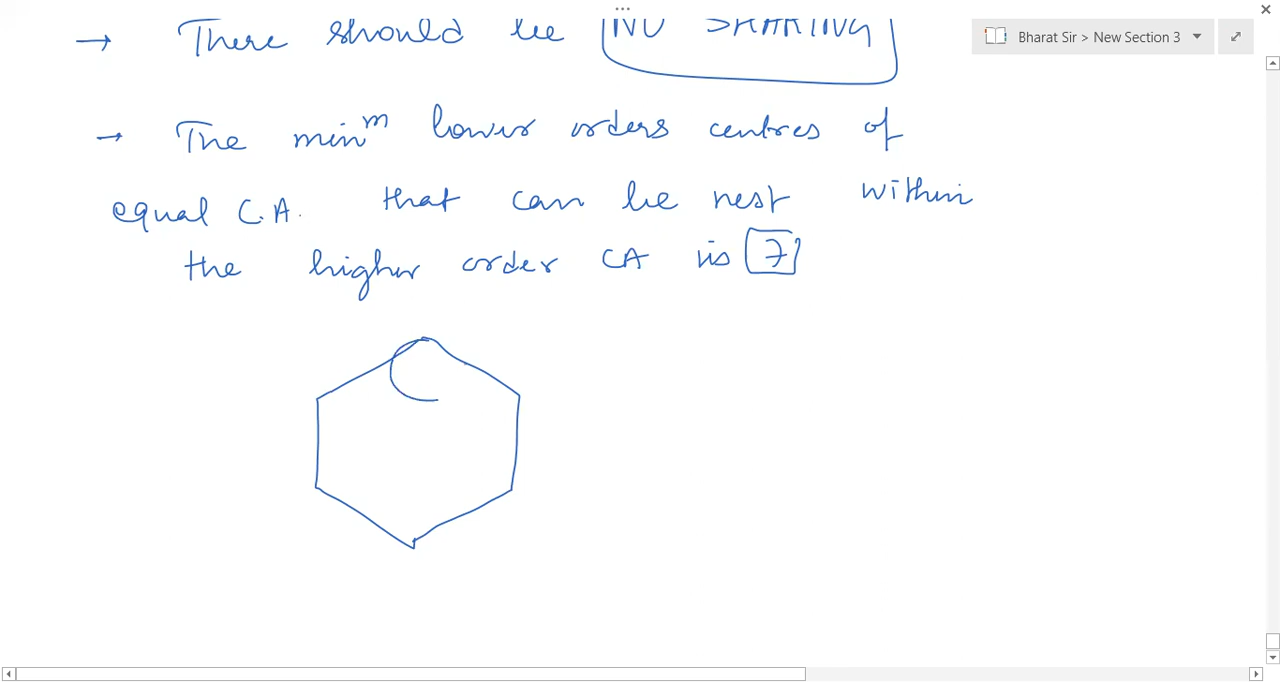 Bharat Sir > New Section 3
→ There should be NO SHARING
→ The minᵐ lower orders centres of
equal C.A. that can be nest within
the higher order CA is 7